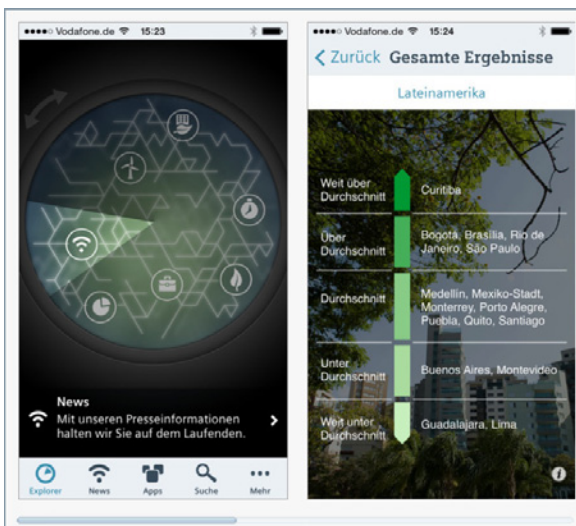 Vodafone.de 15:23
News
Mit unseren Presseinformationen
halten wir Sie auf dem Laufenden.
Explorer News Apps Suche Mehr
Vodafone.de 15:24
Zurück Gesamte Ergebnisse
Lateinamerika
Weit über
Durchschnitt
Curitiba
Über
Durchschnitt
Bogotá, Brasília, Rio de
Janeiro, São Paulo
Durchschnitt
Medellín, Mexiko-Stadt,
Monterrey, Porto Alegre,
Puebla, Quito, Santiago
Unter
Durchschnitt
Buenos Aires, Montevideo
Weit unter
Durchschnitt
Guadalajara, Lima